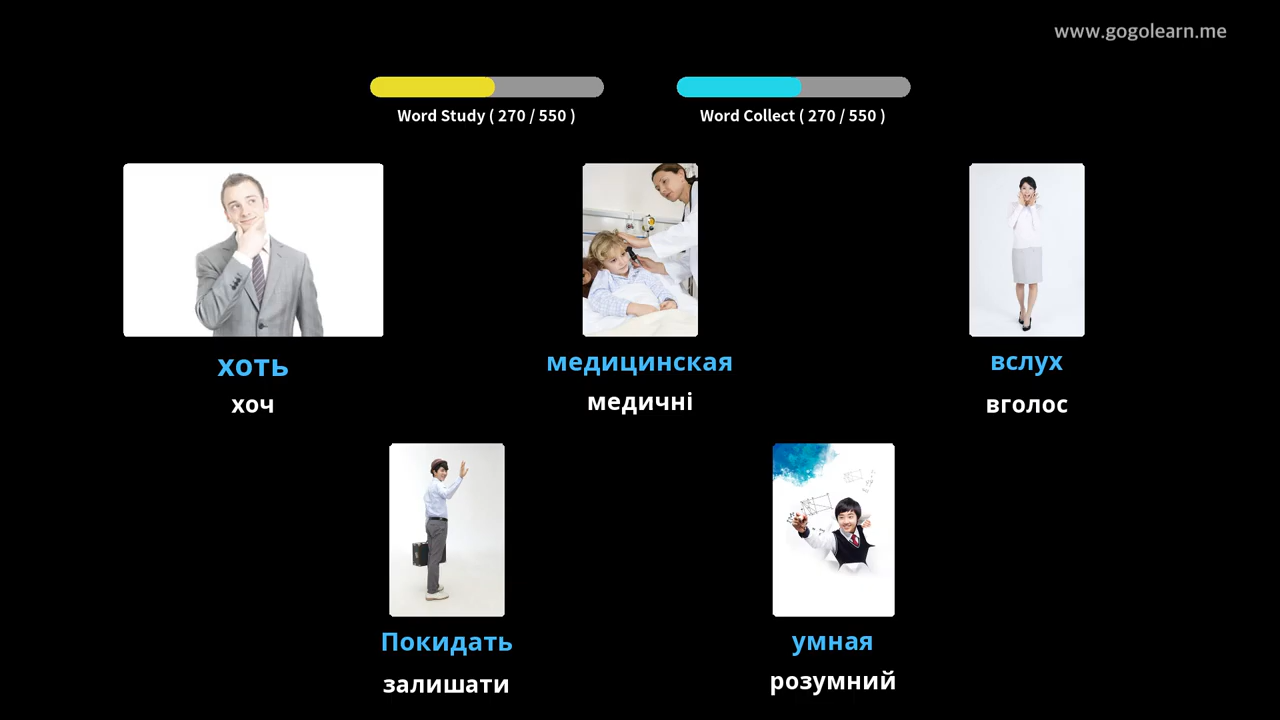 www.gogolearn.me
Word Study ( 270 / 550 )
Word Collect ( 270 / 550 )
хоть
хоч
медицинская
медичні
вслух
вголос
Покидать
залишати
умная
розумний